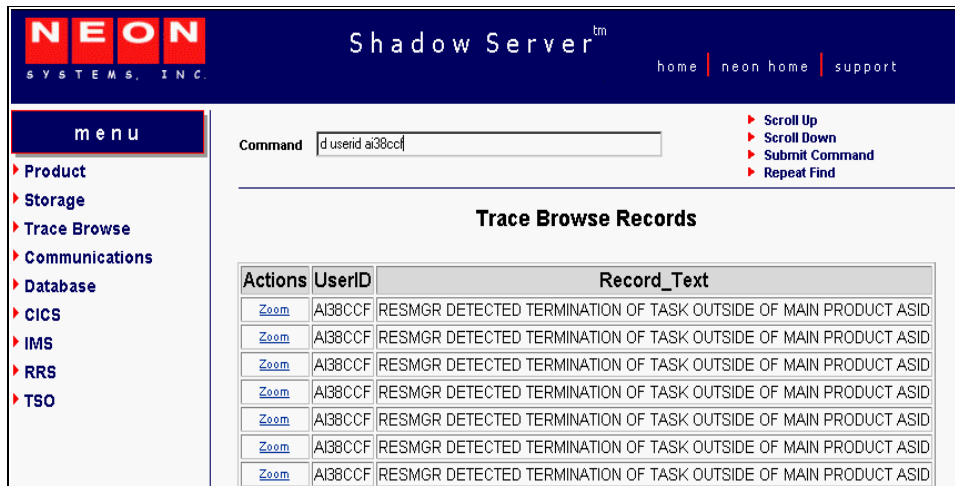 NEON
SYSTEMS, INC.
Shadow Server tm
home | neon home | support
menu
Product
Storage
Trace Browse
Communications
Database
CICS
IMS
RRS
TSO
Command d userid ai38ccf
Scroll Up
Scroll Down
Submit Command
Repeat Find
Trace Browse Records
Actions UserID Record_Text
Zoom AI38CCF RESMGR DETECTED TERMINATION OF TASK OUTSIDE OF MAIN PRODUCT ASID
Zoom AI38CCF RESMGR DETECTED TERMINATION OF TASK OUTSIDE OF MAIN PRODUCT ASID
Zoom AI38CCF RESMGR DETECTED TERMINATION OF TASK OUTSIDE OF MAIN PRODUCT ASID
Zoom AI38CCF RESMGR DETECTED TERMINATION OF TASK OUTSIDE OF MAIN PRODUCT ASID
Zoom AI38CCF RESMGR DETECTED TERMINATION OF TASK OUTSIDE OF MAIN PRODUCT ASID
Zoom AI38CCF RESMGR DETECTED TERMINATION OF TASK OUTSIDE OF MAIN PRODUCT ASID
Zoom AI38CCF RESMGR DETECTED TERMINATION OF TASK OUTSIDE OF MAIN PRODUCT ASID